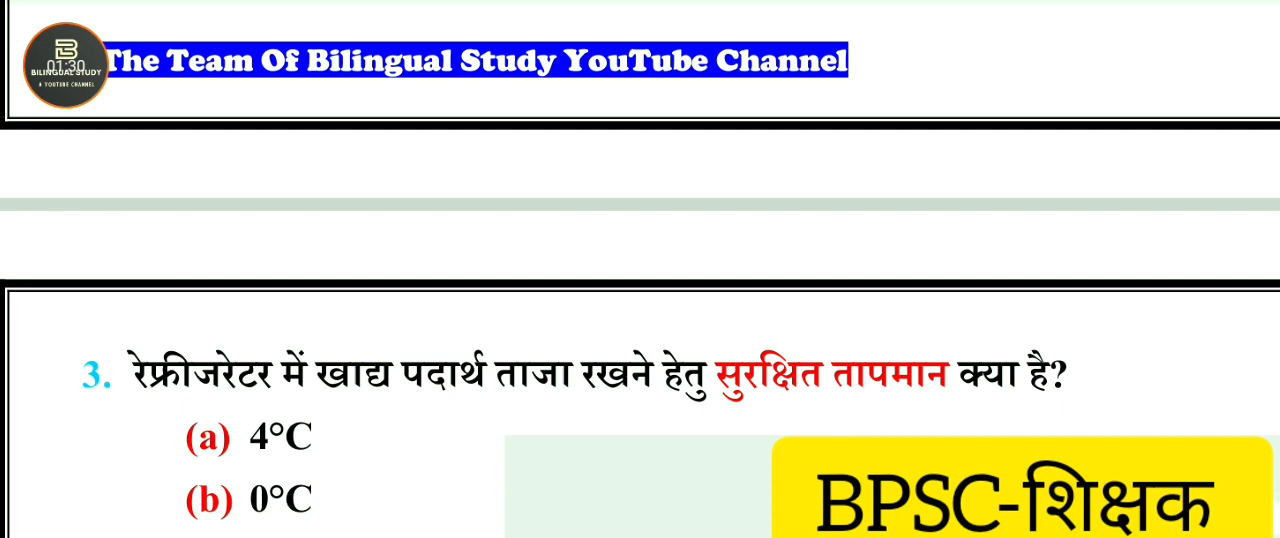 The Team Of Bilingual Study YouTube Channel
01:30
BILINGUAL STUDY
A YOUTUBE CHANNEL
3. रेफ्रीजरेटर में खाद्य पदार्थ ताजा रखने हेतु सुरक्षित तापमान क्या है?
(a) 4°C
(b) 0°C
BPSC-शिक्षक